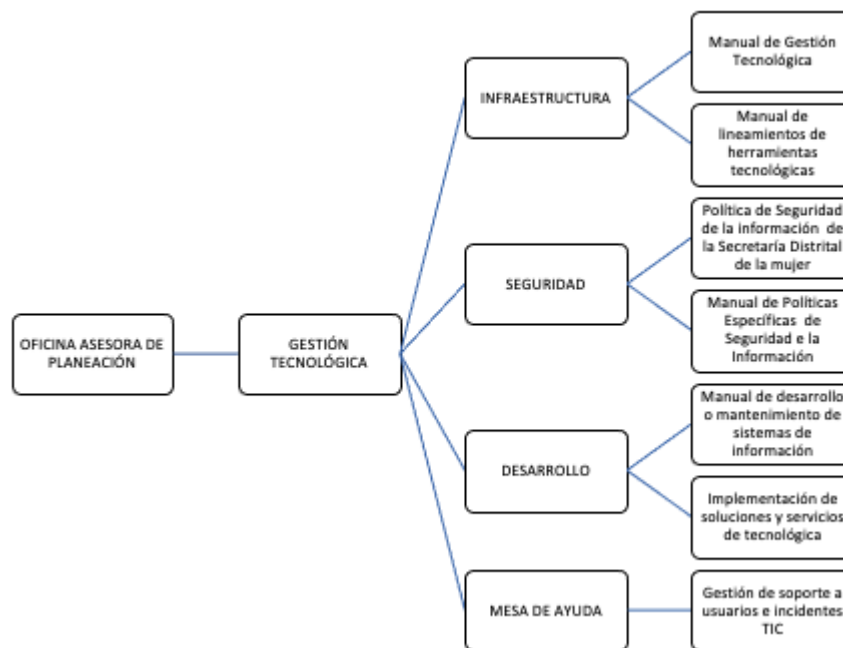 OFICINA ASESORA DE
PLANEACIÓN
GESTIÓN
TECNOLÓGICA
INFRAESTRUCTURA
Manual de Gestión
Tecnológica
Manual de
lineamientos de
herramientas
tecnológicas
SEGURIDAD
Política de Seguridad
de la información de
la Secretaría Distrital
de la mujer
Manual de Políticas
Específicas de
Seguridad e la
Información
DESARROLLO
Manual de desarrollo
o mantenimiento de
sistemas de
información
Implementación de
soluciones y servicios
de tecnológica
MESA DE AYUDA
Gestión de soporte a
usuarios e incidentes
TIC